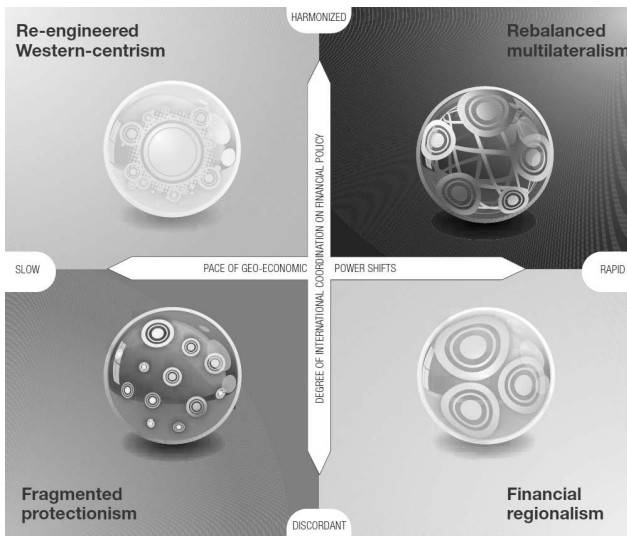 Re-engineered
Western-centrism
HARMONIZED
Rebalanced
multilateralism
DEGREE OF INTERNATIONAL COORDINATION ON FINANCIAL POLICY
SLOW
PACE OF GEO-ECONOMIC POWER SHIFTS
RAPID
Fragmented
protectionism
DISCORDANT
Financial
regionalism